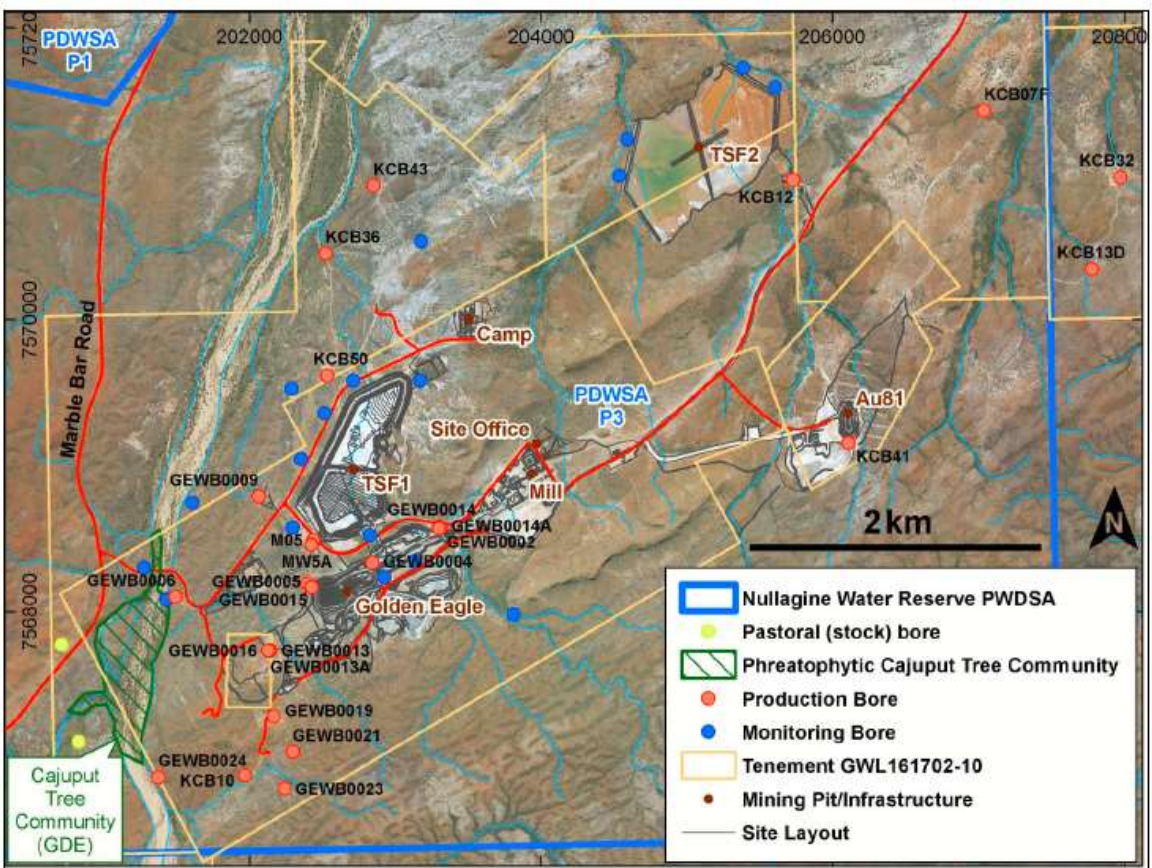 75720
202000
204000
206000
20800
PDWSA
P1
KCB07F
KCB43
TSF2
KCB32
KCB12
KCB36
KCB13D
7570000
Marble Bar Road
Camp
KCB50
PDWSA
P3
Au81
Site Office
KCB41
TSF1
Mill
GEWB0009
GEWB0014
GEWB0014A
GEWB0002
2km
N
M05
MW5A
GEWB0004
GEWB0006
GEWB0005
GEWB0015
Golden Eagle
7568000
GEWB0016
GEWB0013
GEWB0013A
GEWB0019
GEWB0021
GEWB0024
KCB10
GEWB0023
Cajuput
Tree
Community
(GDE)
Nullagine Water Reserve PWDSA
Pastoral (stock) bore
Phreatophytic Cajuput Tree Community
Production Bore
Monitoring Bore
Tenement GWL161702-10
Mining Pit/Infrastructure
Site Layout